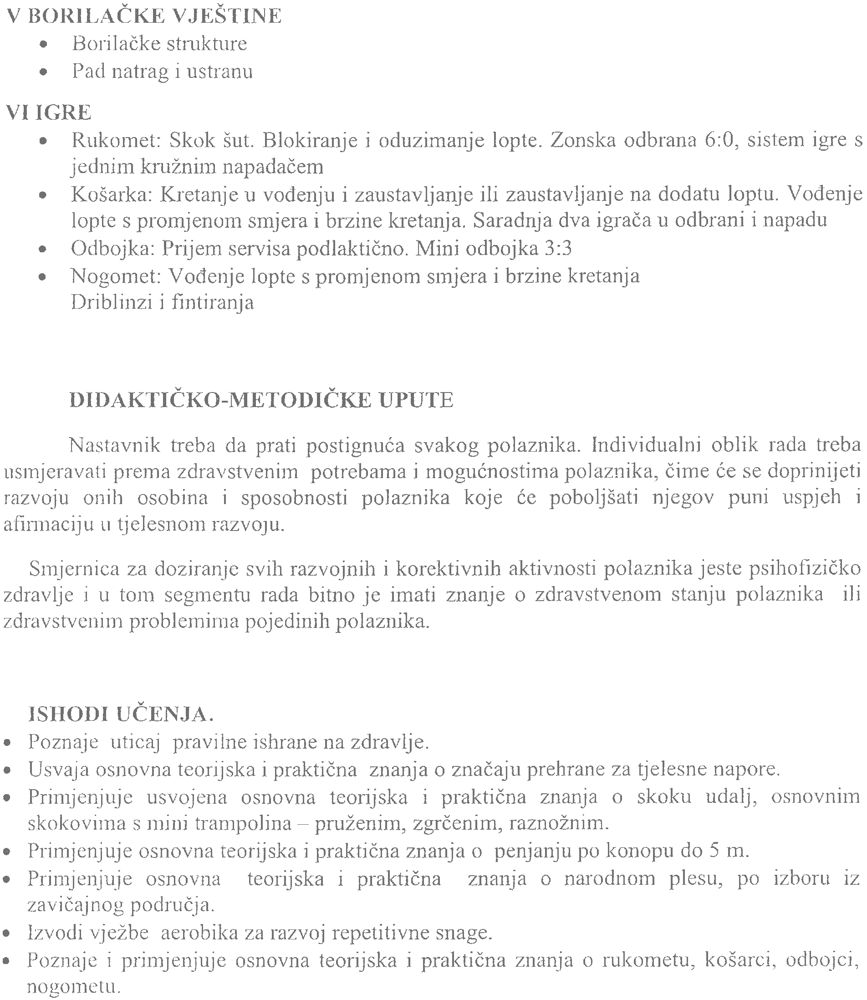 V BORILAČKE VJEŠTINE
• Borilačke strukture
• Pad natrag i ustranu
VI IGRE
• Rukomet: Skok šut. Blokiranje i oduzimanje lopte. Zonska odbrana 6:0, sistem igre s
jednim kružnim napadačem
• Košarka: Kretanje u vođenju i zaustavljanje ili zaustavljanje na dodatu loptu. Vođenje
lopte s promjenom smjera i brzine kretanja. Saradnja dva igrača u odbrani i napadu
• Odbojka: Prijem servisa podlaktično. Mini odbojka 3:3
• Nogomet: Vođenje lopte s promjenom smjera i brzine kretanja
Driblinzi i fintiranja
DIDAKTIČKO-METODIČKE UPUTE
Nastavnik treba da prati postignuća svakog polaznika. Individualni oblik rada treba
usmjeravati prema zdravstvenim potrebama i mogućnostima polaznika, čime će se doprinijeti
razvoju onih osobina i sposobnosti polaznika koje će poboljšati njegov puni uspjeh i
afirmaciju u tjelesnom razvoju.
Smjernica za doziranje svih razvojnih i korektivnih aktivnosti polaznika jeste psihofizičko
zdravlje i u tom segmentu rada bitno je imati znanje o zdravstvenom stanju polaznika ili
zdravstvenim problemima pojedinih polaznika.
ISHODI UČENJA.
• Poznaje uticaj pravilne ishrane na zdravlje.
• Usvaja osnovna teorijska i praktična znanja o značaju prehrane za tjelesne napore.
• Primjenjuje usvojena osnovna teorijska i praktična znanja o skoku udalj, osnovnim
skokovima s mini trampolina – pruženim, zgrčenim, raznožnim.
• Primjenjuje osnovna teorijska i praktična znanja o penjanju po konopu do 5 m.
• Primjenjuje osnovna teorijska i praktična znanja o narodnom plesu, po izboru iz
zavičajnog područja.
• Izvodi vježbe aerobika za razvoj repetitivne snage.
• Poznaje i primjenjuje osnovna teorijska i praktična znanja o rukometu, košarci, odbojci,
nogometu.